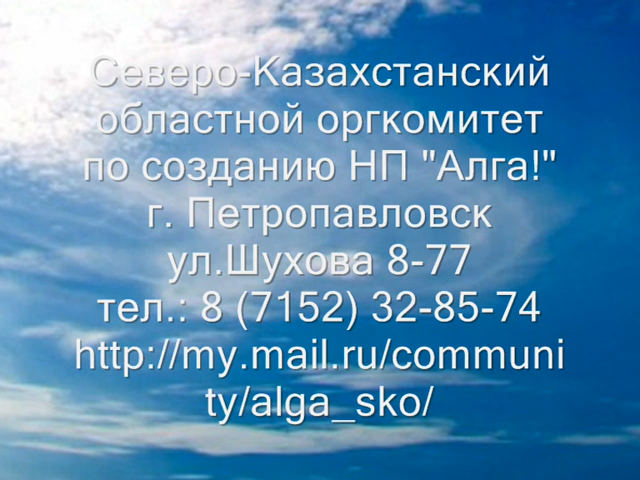 Северо-Казахстанский
областной оргкомитет
по созданию НП "Алга!"
г. Петропавловск
ул.Шухова 8-77
тел.: 8 (7152) 32-85-74
http://my.mail.ru/communi
ty/alga_sko/